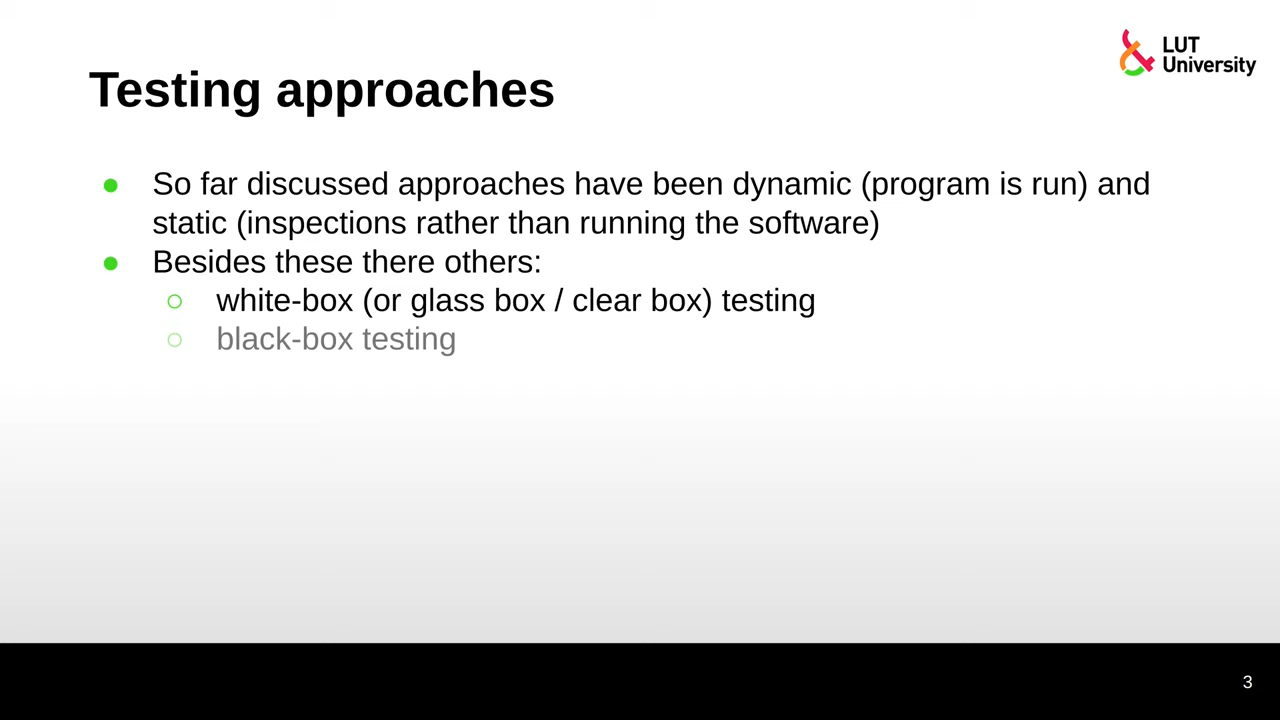 LUT
University
Testing approaches
● So far discussed approaches have been dynamic (program is run) and
static (inspections rather than running the software)
● Besides these there others:
○ white-box (or glass box / clear box) testing
○ black-box testing
3